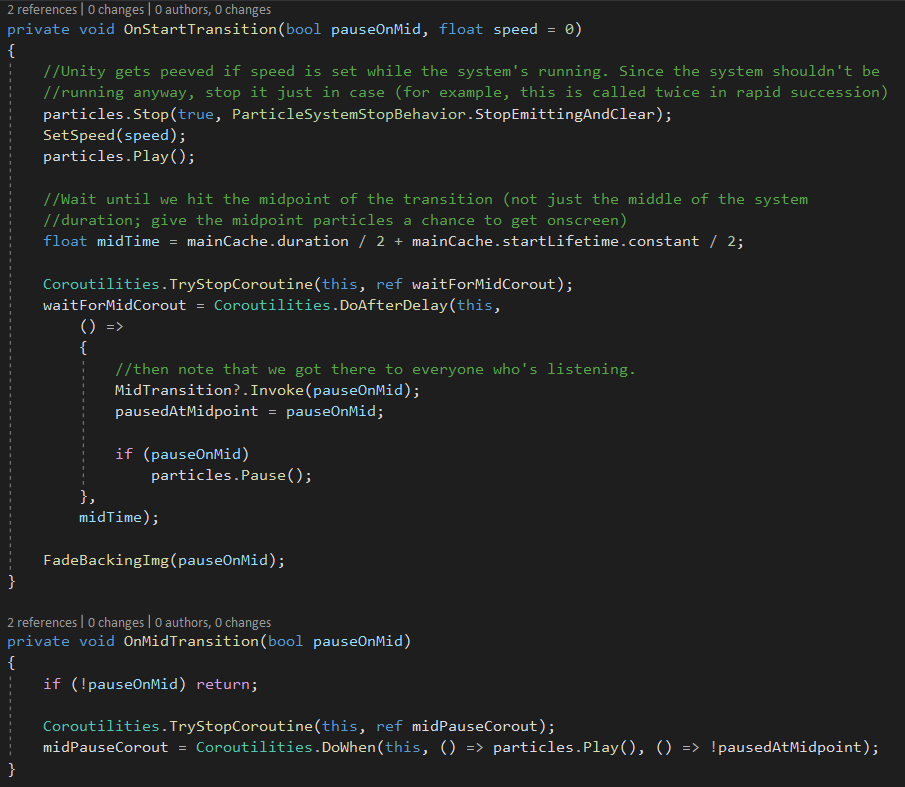 2 references | 0 changes | 0 authors, 0 changes
private void OnStartTransition(bool pauseOnMid, float speed = 0)
{
    //Unity gets peeved if speed is set while the system's running. Since the system shouldn't be
    //running anyway, stop it just in case (for example, this is called twice in rapid succession)
    particles.Stop(true, ParticleSystemStopBehavior.StopEmittingAndClear);
    SetSpeed(speed);
    particles.Play();

    //Wait until we hit the midpoint of the transition (not just the middle of the system
    //duration; give the midpoint particles a chance to get onscreen)
    float midTime = mainCache.duration / 2 + mainCache.startLifetime.constant / 2;

    Coroutilities.TryStopCoroutine(this, ref waitForMidCorout);
    waitForMidCorout = Coroutilities.DoAfterDelay(this,
        () =>
        {
            //then note that we got there to everyone who's listening.
            MidTransition?.Invoke(pauseOnMid);
            pausedAtMidpoint = pauseOnMid;

            if (pauseOnMid)
                particles.Pause();
        },
        midTime);

    FadeBackingImg(pauseOnMid);
}

2 references | 0 changes | 0 authors, 0 changes
private void OnMidTransition(bool pauseOnMid)
{
    if (!pauseOnMid) return;

    Coroutilities.TryStopCoroutine(this, ref midPauseCorout);
    midPauseCorout = Coroutilities.DoWhen(this, () => particles.Play(), () => !pausedAtMidpoint);
}